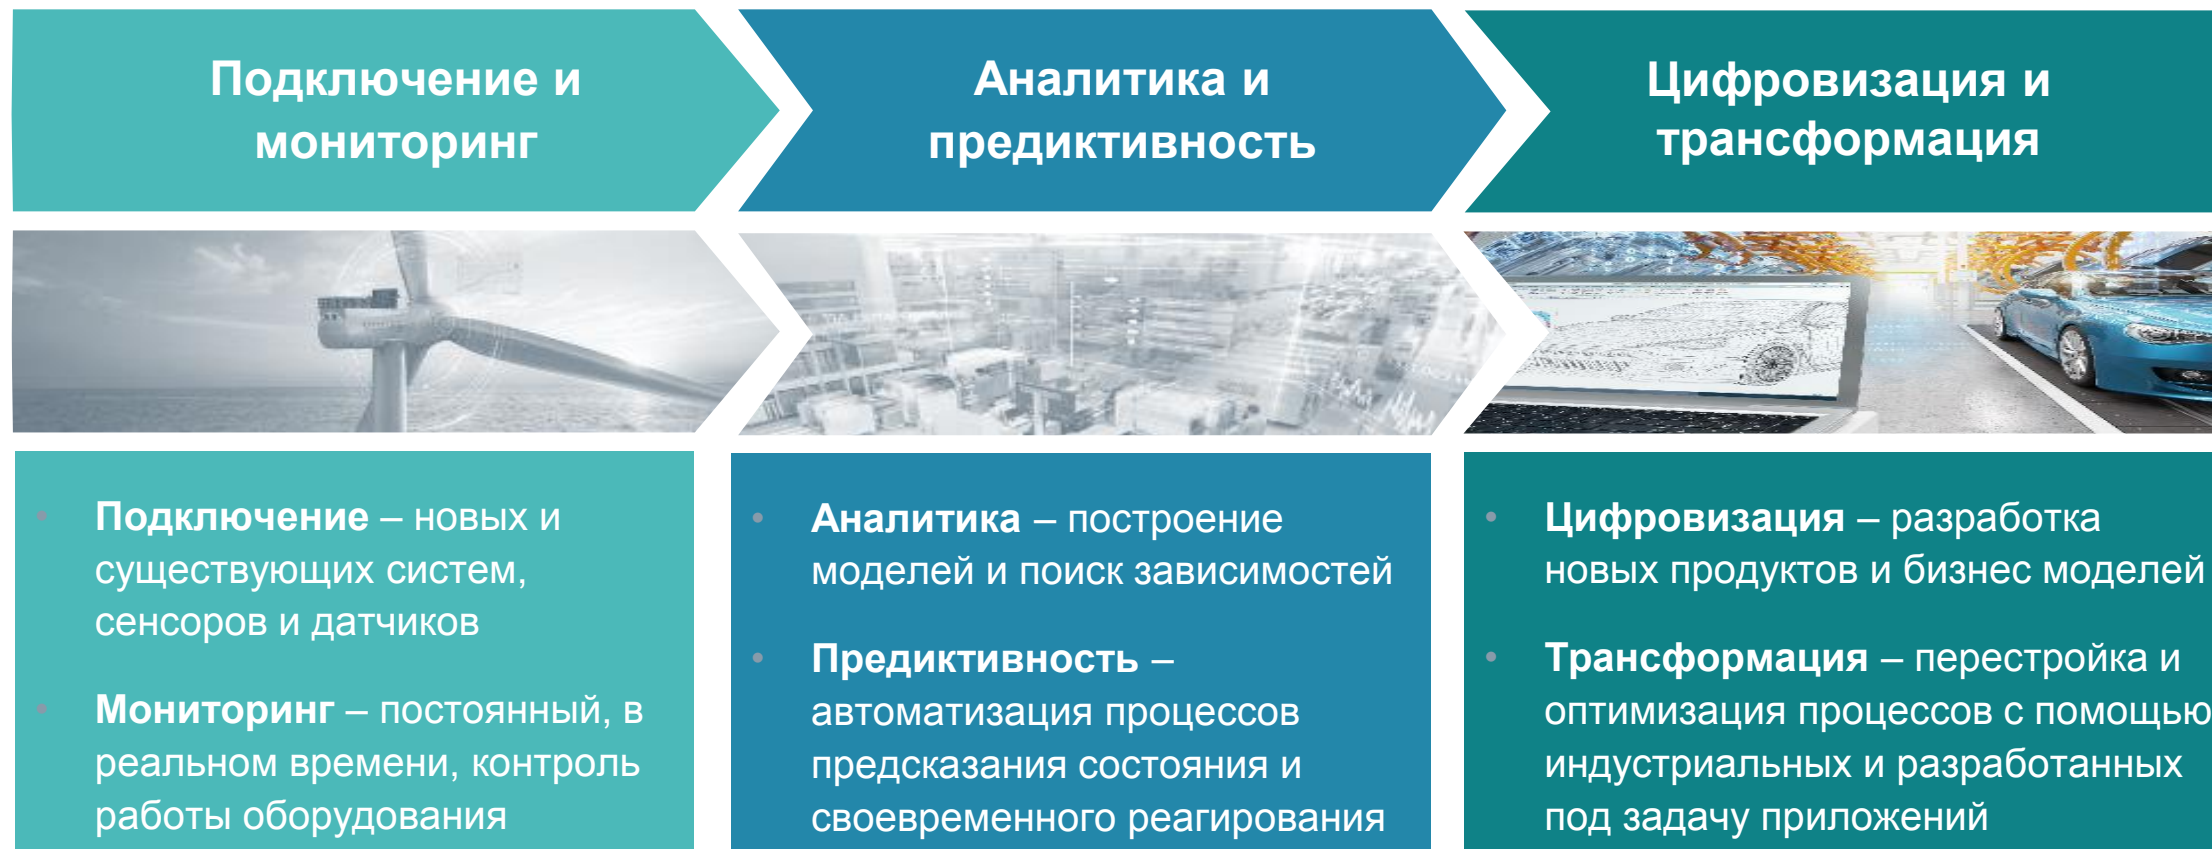 Подключение и
мониторинг
Аналитика и
предиктивность
Цифровизация и
трансформация
• Подключение – новых и
существующих систем,
сенсоров и датчиков
• Мониторинг – постоянный, в
реальном времени, контроль
работы оборудования
• Аналитика – построение
моделей и поиск зависимостей
• Предиктивность –
автоматизация процессов
предсказания состояния и
своевременного реагирования
• Цифровизация – разработка
новых продуктов и бизнес моделей
• Трансформация – перестройка и
оптимизация процессов с помощью
индустриальных и разработанных
под задачу приложений